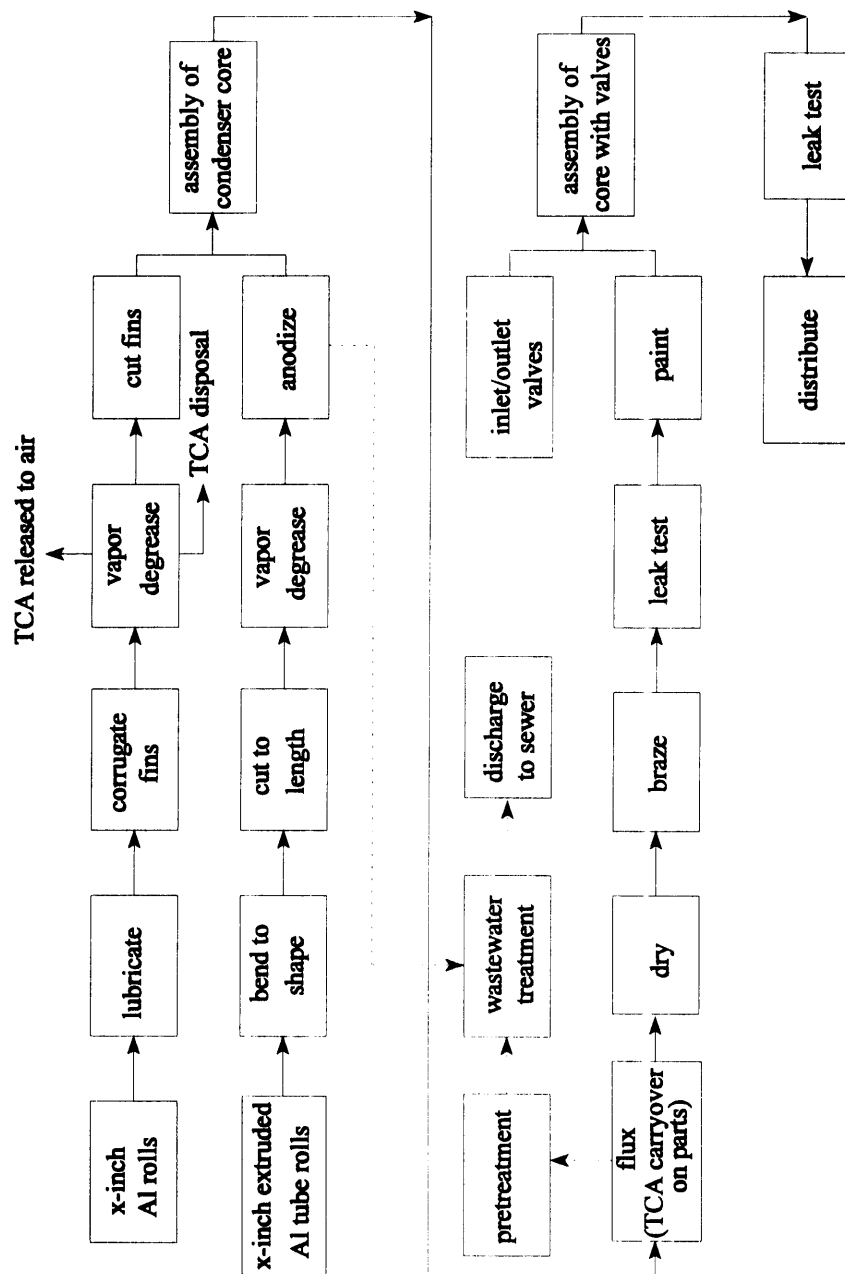 TCA released to air
x-inch
Al rolls
lubricate
corrugate
fins
vapor
degrease
cut fins
TCA disposal
assembly of
condenser core
x-inch extruded
Al tube rolls
bend to
shape
cut to
length
vapor
degrease
anodize
pretreatment
wastewater
treatment
discharge
to sewer
inlet/outlet
valves
assembly of
core with valves
flux
(TCA carryover
on parts)
dry
braze
leak test
paint
distribute
leak test